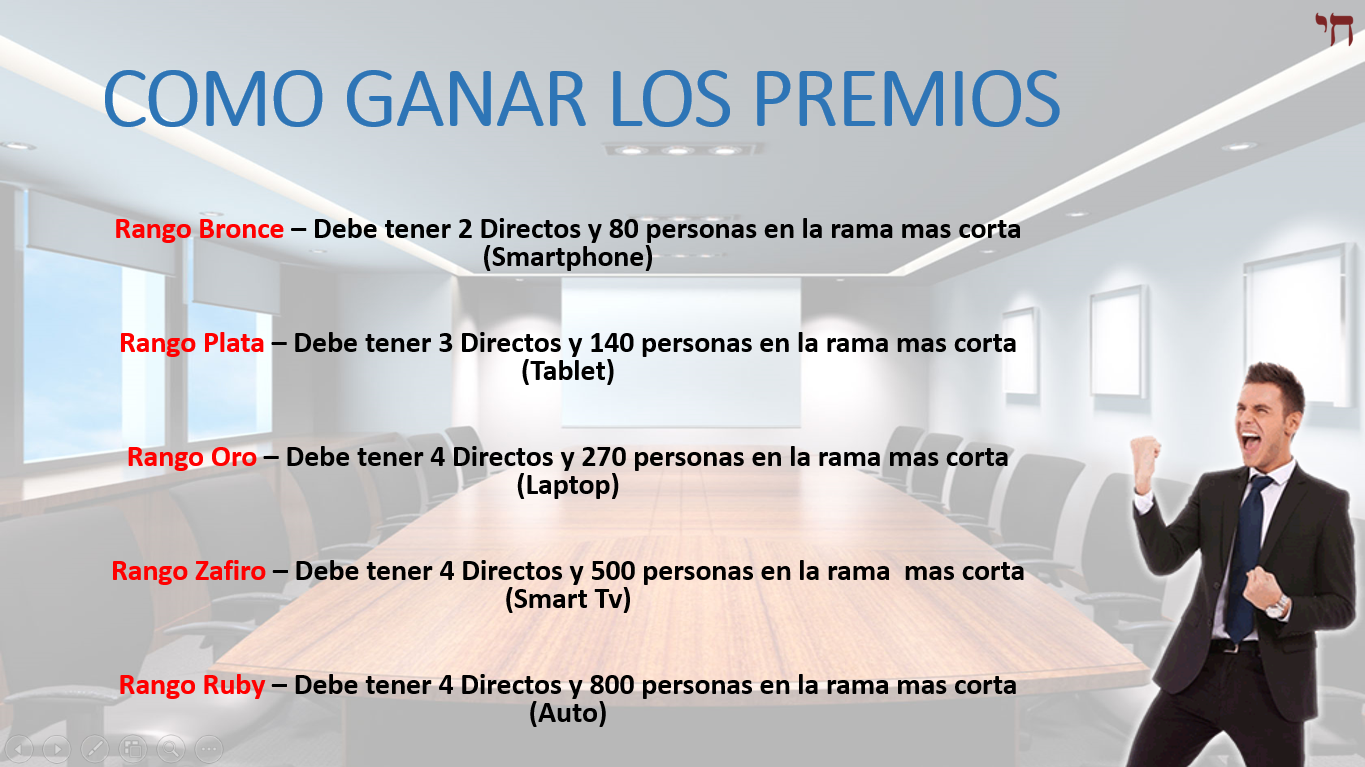 חי
COMO GANAR LOS PREMIOS
Rango Bronce – Debe tener 2 Directos y 80 personas en la rama mas corta
(Smartphone)
Rango Plata – Debe tener 3 Directos y 140 personas en la rama mas corta
(Tablet)
Rango Oro – Debe tener 4 Directos y 270 personas en la rama mas corta
(Laptop)
Rango Zafiro – Debe tener 4 Directos y 500 personas en la rama  mas corta
(Smart Tv)
Rango Ruby – Debe tener 4 Directos y 800 personas en la rama mas corta
(Auto)